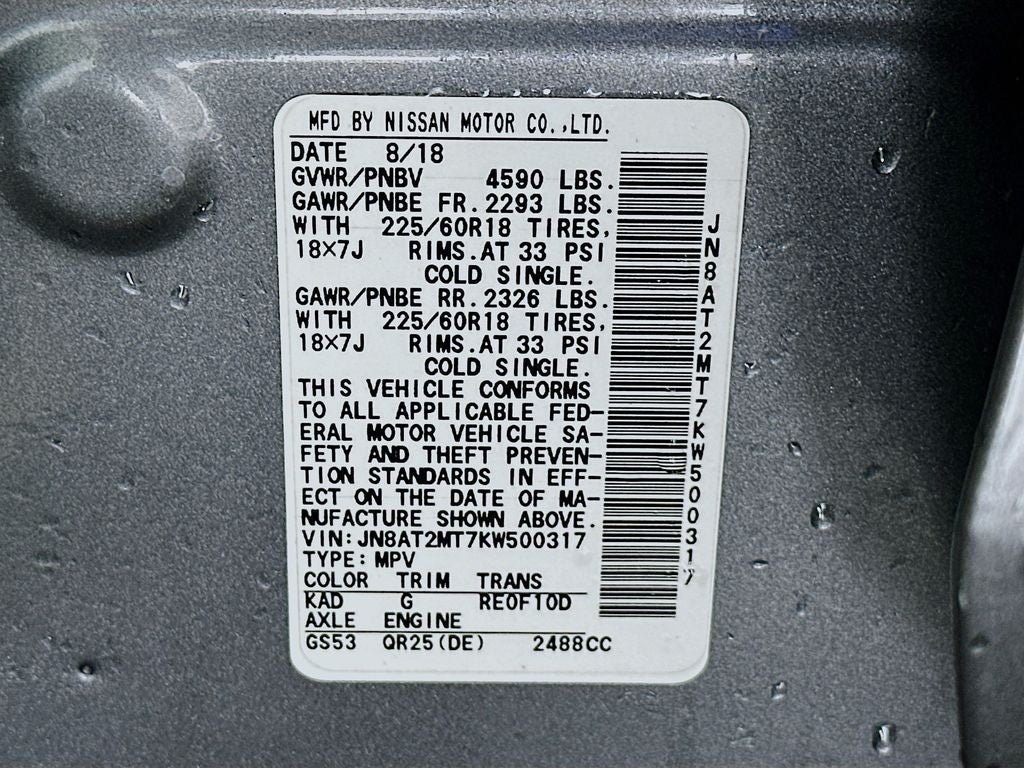 MFD BY NISSAN MOTOR CO.,LTD.
DATE 8/18
GVWR/PNBV 4590 LBS.
GAWR/PNBE FR. 2293 LBS.
WITH 225/60R18 TIRES,
18×7J RIMS. AT 33 PSI
COLD SINGLE.
GAWR/PNBE RR. 2326 LBS.
WITH 225/60R18 TIRES,
18×7J RIMS. AT 33 PSI
COLD SINGLE.
THIS VEHICLE CONFORMS
TO ALL APPLICABLE FED-
ERAL MOTOR VEHICLE SA-
FETY AND THEFT PREVEN-
TION STANDARDS IN EFF-
ECT ON THE DATE OF MA-
NUFACTURE SHOWN ABOVE.
VIN: JN8AT2MT7KW500317
TYPE: MPV
COLOR TRIM TRANS
KAD G RE0F10D
AXLE ENGINE
GS53 QR25(DE) 2488CC
JN8AT2MT7KW500317